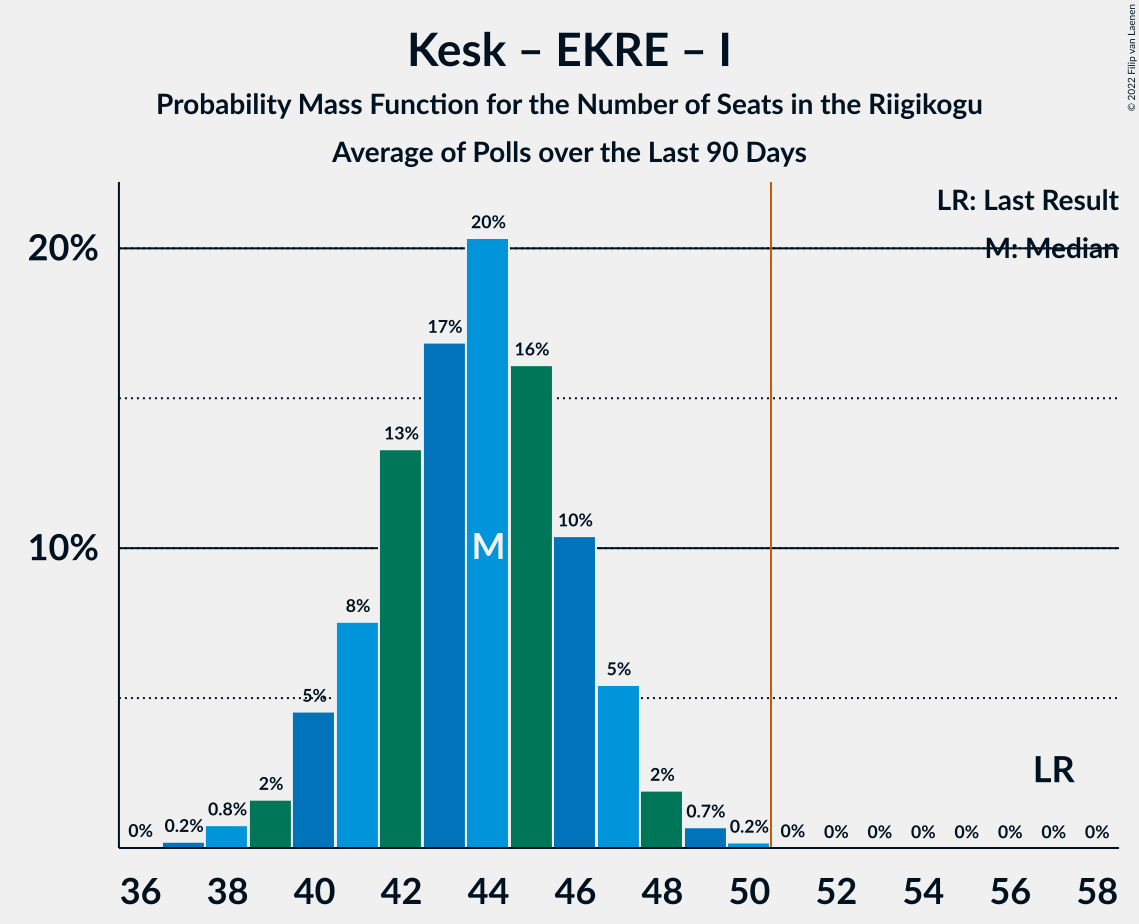 Kesk – EKRE – I
Probability Mass Function for the Number of Seats in the Riigikogu
Average of Polls over the Last 90 Days
© 2022 Filip van Laenen
LR: Last Result
M: Median
20%
10%
0% 0.2% 0.8% 2% 5% 8% 13% 17% 20% 16% 10% 5% 2% 0.7% 0.2% 0% 0% 0% 0% 0% 0% 0% 0%
M
LR
36 38 40 42 44 46 48 50 52 54 56 58